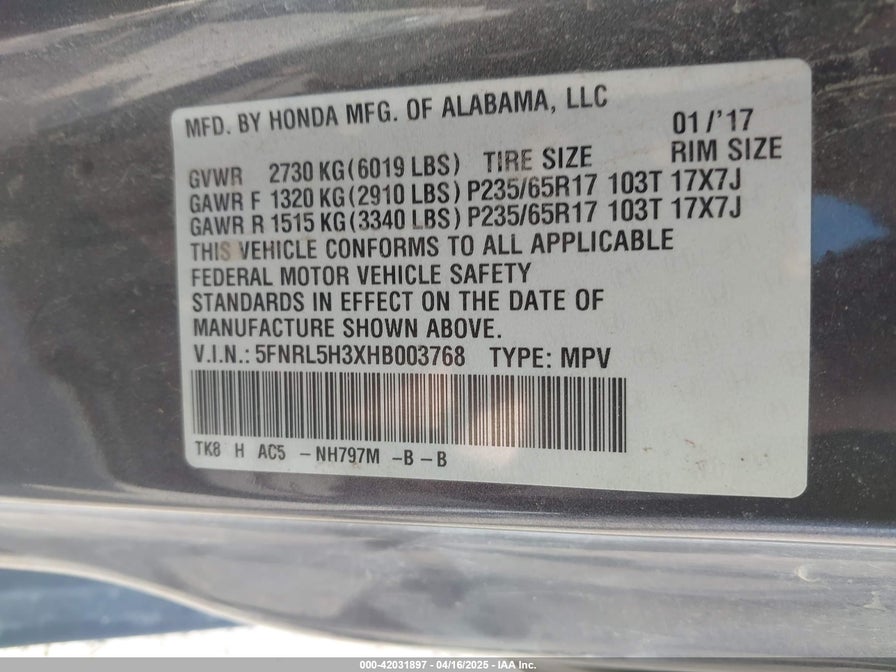 MFD. BY HONDA MFG. OF ALABAMA, LLC 01/'17
GVWR 2730 KG(6019 LBS) TIRE SIZE RIM SIZE
GAWR F 1320 KG(2910 LBS) P235/65R17 103T 17X7J
GAWR R 1515 KG(3340 LBS) P235/65R17 103T 17X7J
THIS VEHICLE CONFORMS TO ALL APPLICABLE
FEDERAL MOTOR VEHICLE SAFETY
STANDARDS IN EFFECT ON THE DATE OF
MANUFACTURE SHOWN ABOVE.
V.I.N.: 5FNRL5H3XHB003768 TYPE: MPV
TK8 H AC5 -NH797M -B-B
000-42031897 - 04/16/2025 - IAA Inc.